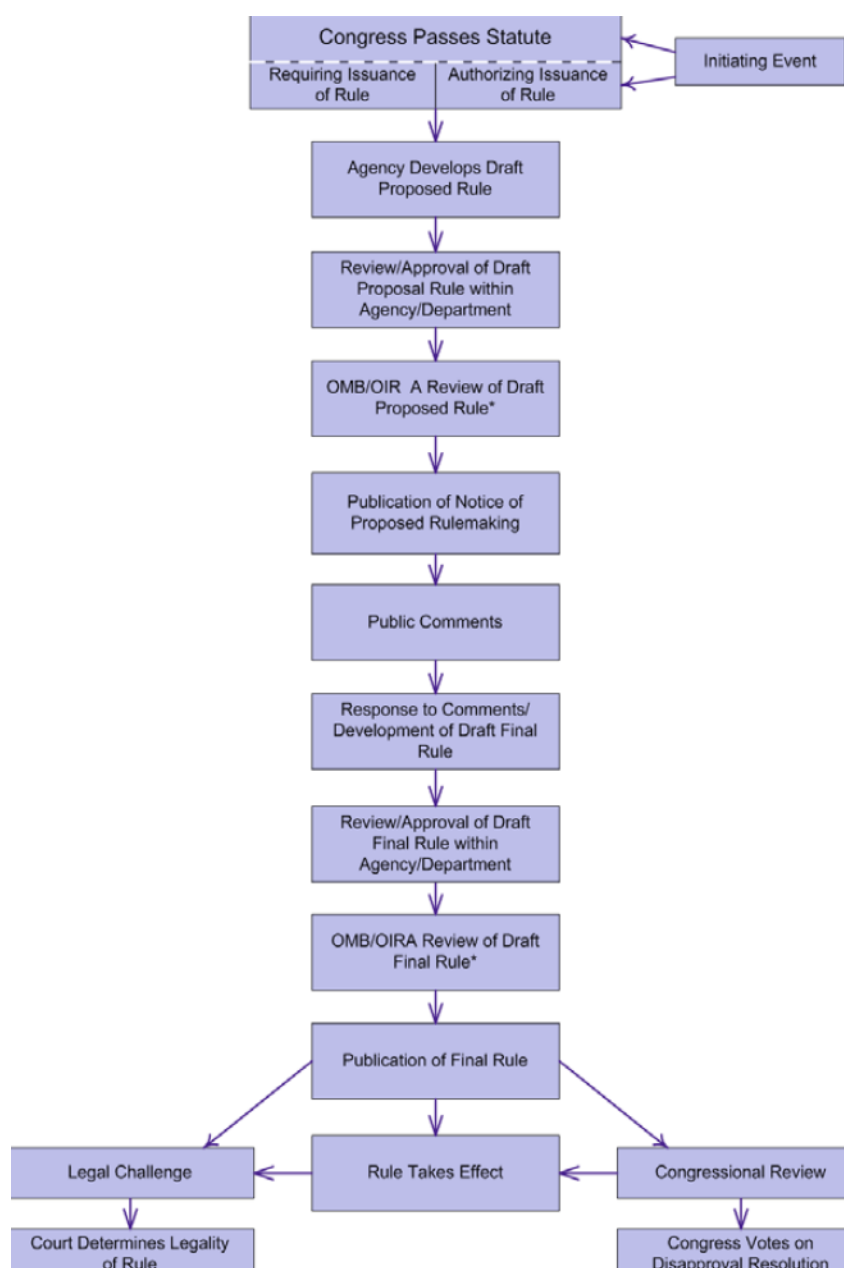 Congress Passes Statute
Requiring Issuance
of Rule
Authorizing Issuance
of Rule
Initiating Event
Agency Develops Draft
Proposed Rule
Review/Approval of Draft
Proposal Rule within
Agency/Department
OMB/OIR  A Review of Draft
Proposed Rule*
Publication of Notice of
Proposed Rulemaking
Public Comments
Response to Comments/
Development of Draft Final
Rule
Review/Approval of Draft
Final Rule within
Agency/Department
OMB/OIRA Review of Draft
Final Rule*
Publication of Final Rule
Legal Challenge
Rule Takes Effect
Congressional Review
Court Determines Legality
of Rule
Congress Votes on
Disapproval Resolution